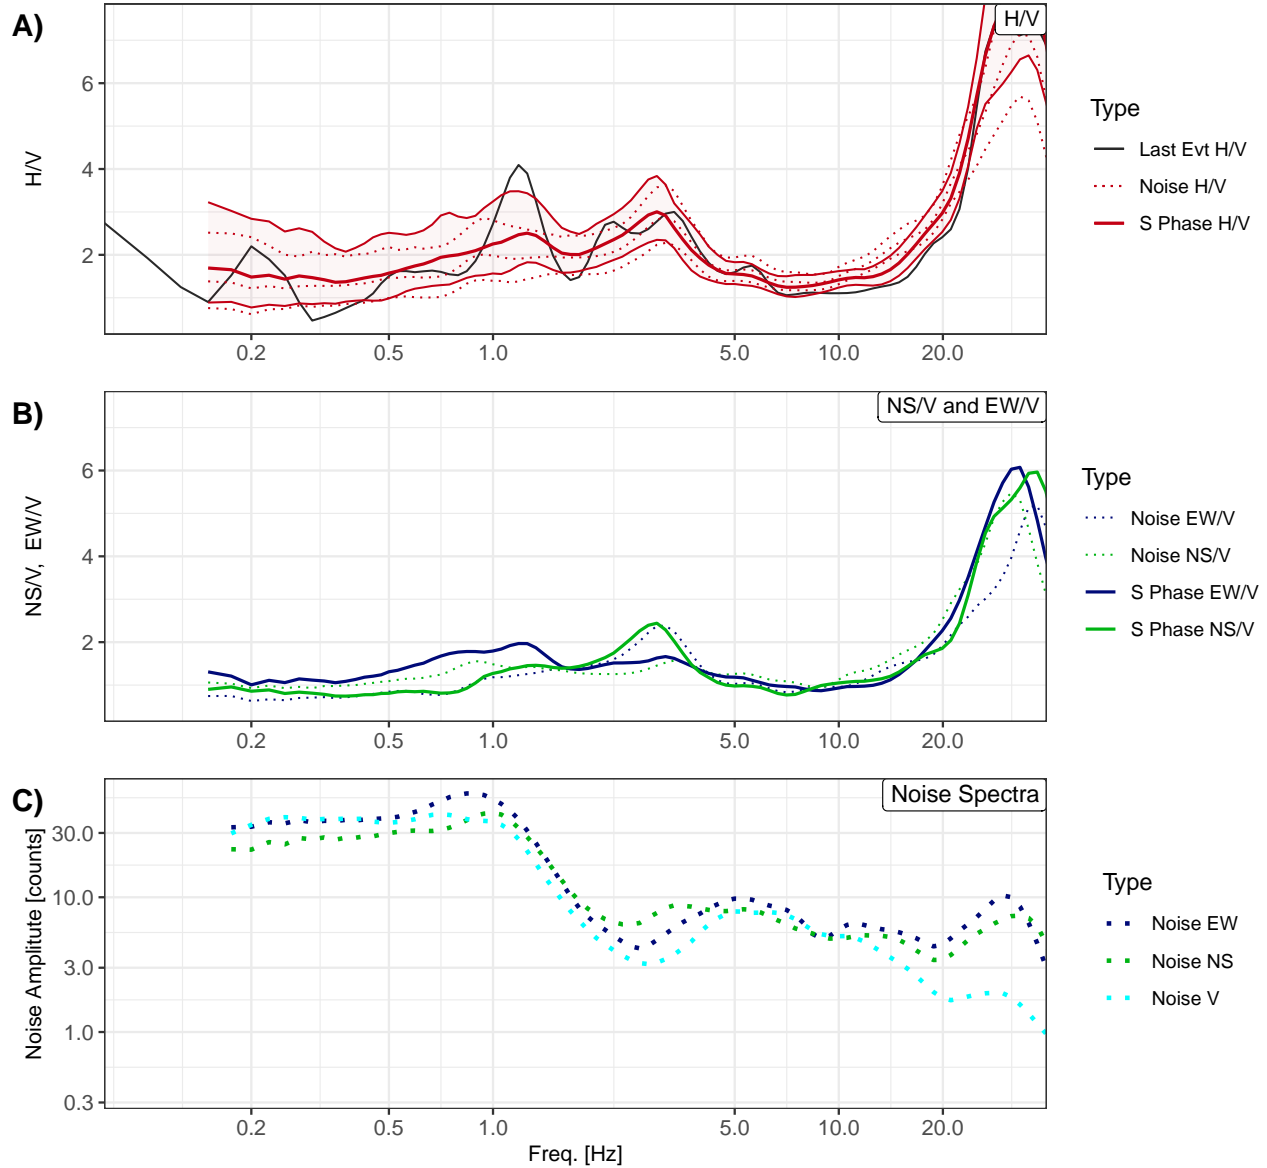 A)
H/V
H/V
6
4
2
0.2 0.5 1.0 5.0 10.0 20.0
Type
Last Evt H/V
Noise H/V
S Phase H/V
B)
NS/V and EW/V
NS/V, EW/V
6
4
2
0.2 0.5 1.0 5.0 10.0 20.0
Type
Noise EW/V
Noise NS/V
S Phase EW/V
S Phase NS/V
C)
Noise Spectra
Noise Amplitude [counts]
30.0
10.0
3.0
1.0
0.3
0.2 0.5 1.0 5.0 10.0 20.0
Freq. [Hz]
Type
Noise EW
Noise NS
Noise V